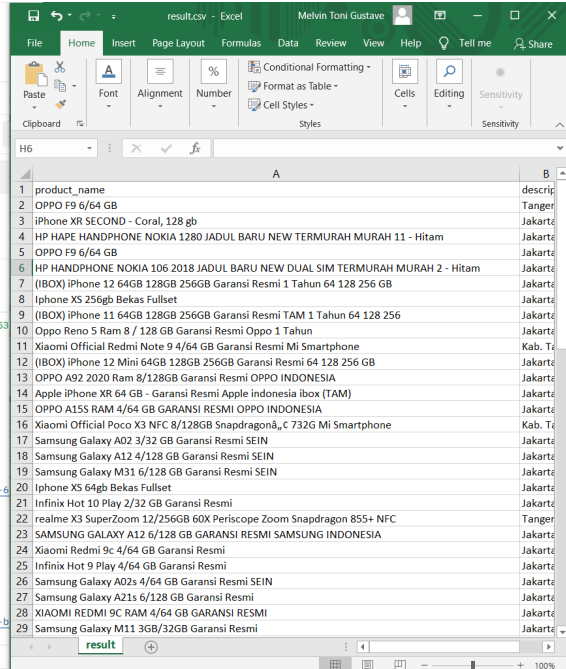 result.csv - Excel
Melvin Toni Gustave
File Home Insert Page Layout Formulas Data Review View Help Tell me Share
Paste
Font
Alignment
Number
%
Conditional Formatting
Format as Table
Cell Styles
Cells
Editing
Sensitivity
Clipboard
Styles
Sensitivity
H6
fx
A B
1 product_name descrip
2 OPPO F9 6/64 GB Tanger
3 iPhone XR SECOND - Coral, 128 gb Jakarta
4 HP HAPE HANDPHONE NOKIA 1280 JADUL BARU NEW TERMURAH MURAH 11 - Hitam Jakarta
5 OPPO F9 6/64 GB Jakarta
6 HP HANDPHONE NOKIA 106 2018 JADUL BARU NEW DUAL SIM TERMURAH MURAH 2 - Hitam Jakarta
7 (IBOX) iPhone 12 64GB 128GB 256GB Garansi Resmi 1 Tahun 64 128 256 GB Jakarta
8 Iphone XS 256gb Bekas Fullset Jakarta
9 (IBOX) iPhone 11 64GB 128GB 256GB Garansi Resmi TAM 1 Tahun 64 128 256 Jakarta
10 Oppo Reno 5 Ram 8 / 128 GB Garansi Resmi Oppo 1 Tahun Jakarta
11 Xiaomi Official Redmi Note 9 4/64 GB Garansi Resmi Mi Smartphone Kab. Ta
12 (IBOX) iPhone 12 Mini 64GB 128GB 256GB Garansi Resmi 64 128 256 GB Jakarta
13 OPPO A92 2020 Ram 8/128GB Garansi Resmi OPPO INDONESIA Jakarta
14 Apple iPhone XR 64 GB - Garansi Resmi Apple indonesia ibox (TAM) Jakarta
15 OPPO A15S RAM 4/64 GB GARANSI RESMI OPPO INDONESIA Jakarta
16 Xiaomi Official Poco X3 NFC 8/128GB Snapdragonâ„¢ 732G Mi Smartphone Kab. Ta
17 Samsung Galaxy A02 3/32 GB Garansi Resmi SEIN Jakarta
18 Samsung Galaxy A12 4/128 GB Garansi Resmi SEIN Jakarta
19 Samsung Galaxy M31 6/128 GB Garansi Resmi SEIN Jakarta
20 Iphone XS 64gb Bekas Fullset Jakarta
21 Infinix Hot 10 Play 2/32 GB Garansi Resmi Jakarta
22 realme X3 SuperZoom 12/256GB 60X Periscope Zoom Snapdragon 855+ NFC Tanger
23 SAMSUNG GALAXY A12 6/128 GB GARANSI RESMI SAMSUNG INDONESIA Jakarta
24 Xiaomi Redmi 9c 4/64 GB Garansi Resmi Jakarta
25 Infinix Hot 9 Play 4/64 GB Garansi Resmi Jakarta
26 Samsung Galaxy A02s 4/64 GB Garansi Resmi SEIN Jakarta
27 Samsung Galaxy A21s 6/128 GB Garansi Resmi Jakarta
28 XIAOMI REDMI 9C RAM 4/64 GB GARANSI RESMI Jakarta
29 Samsung Galaxy M11 3GB/32GB Garansi Resmi Jakarta
result
100%